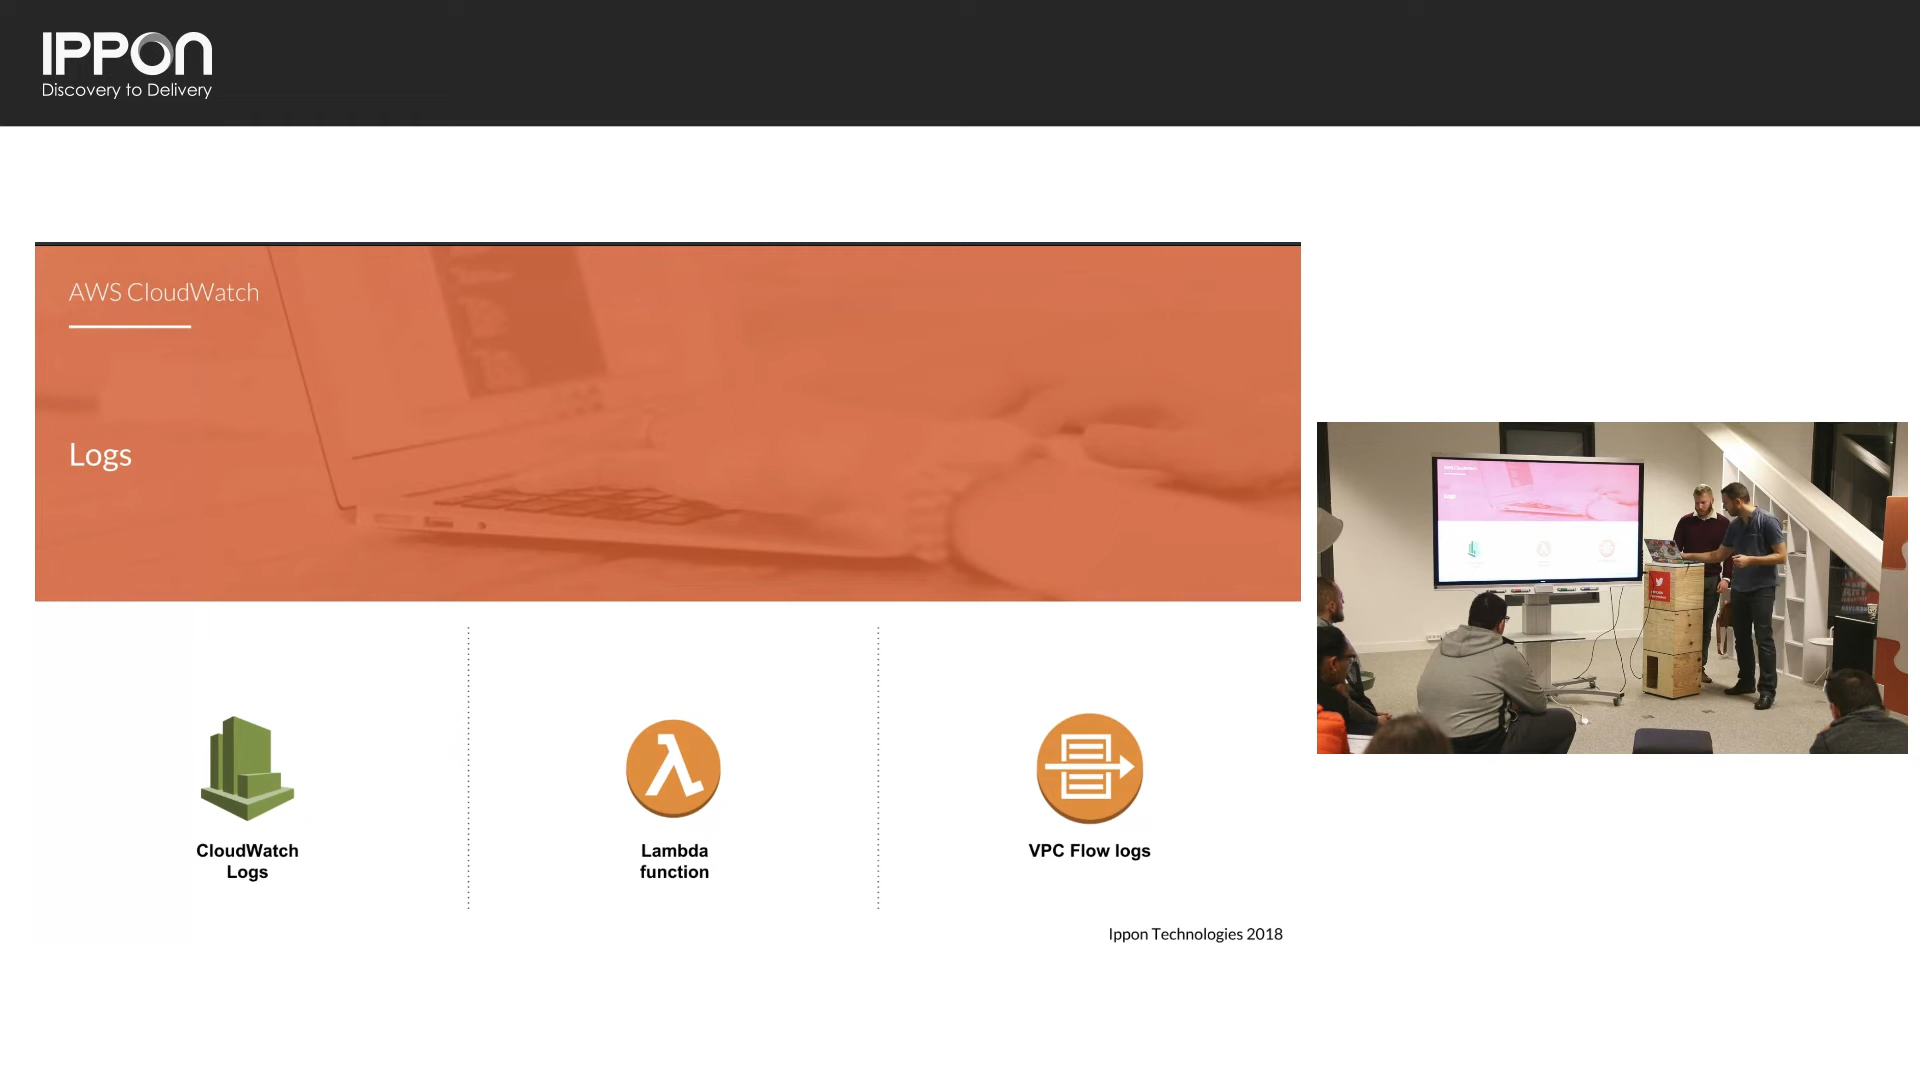 IPPON
Discovery to Delivery
AWS CloudWatch
Logs
CloudWatch
Logs
Lambda
function
VPC Flow logs
Ippon Technologies 2018